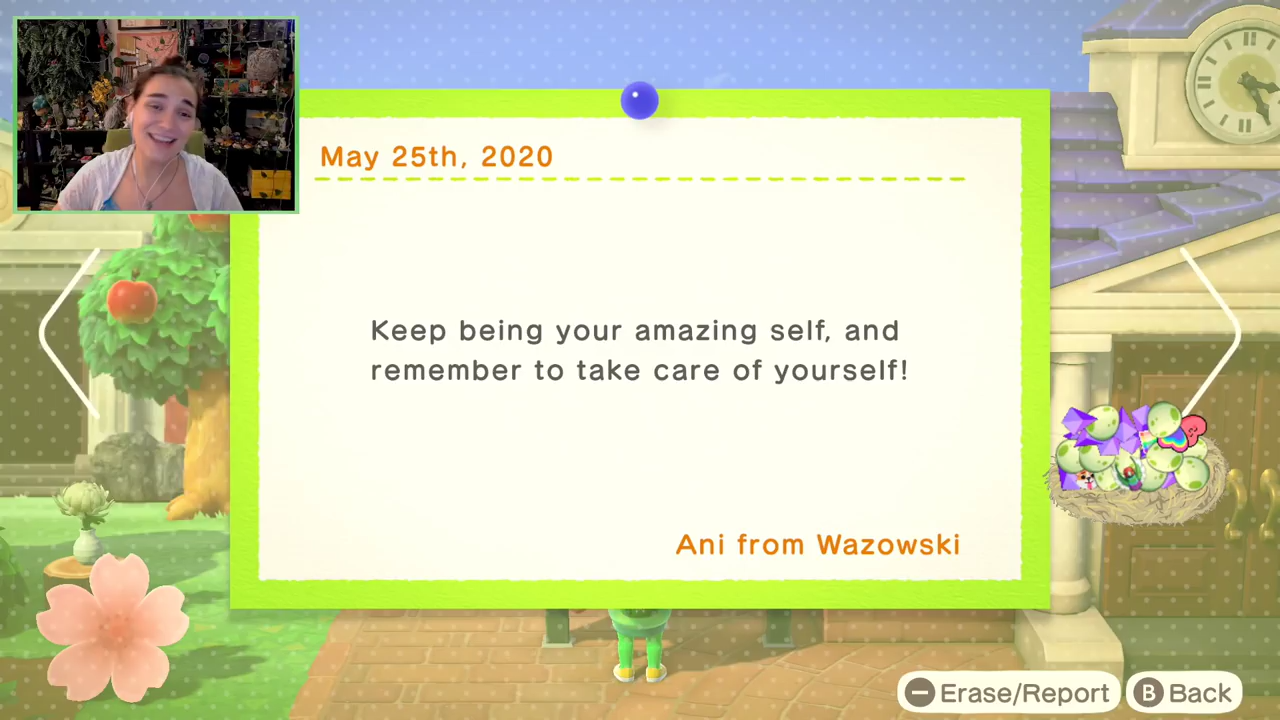 May 25th, 2020
Keep being your amazing self, and
remember to take care of yourself!
Ani from Wazowski
Erase/Report
B Back